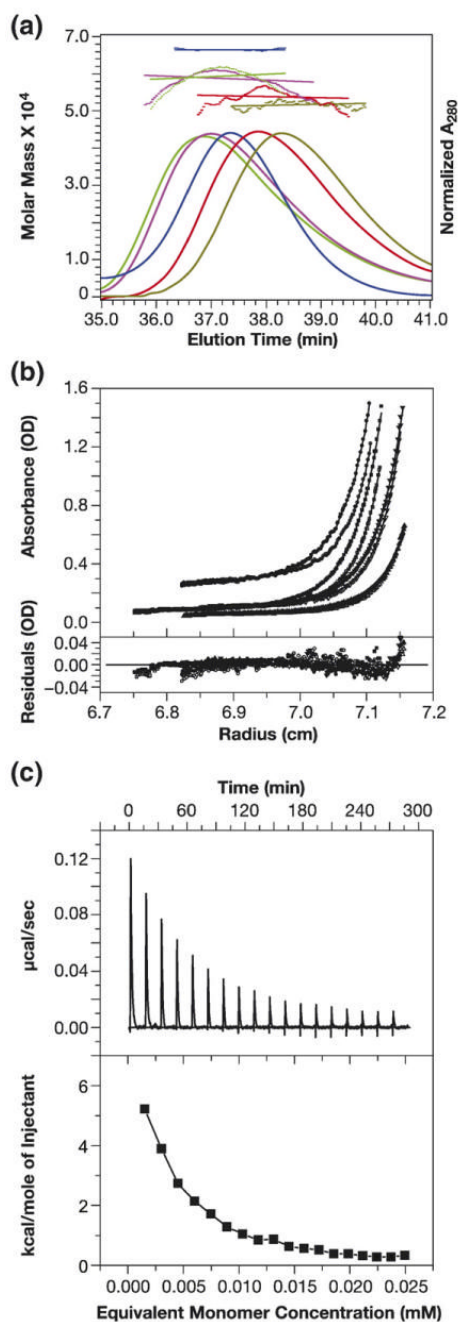 (a)
Molar Mass X 10⁴
7.0
5.0
3.0
1.0
0
Normalized A₂₈₀
35.0 36.0 37.0 38.0 39.0 40.0 41.0
Elution Time (min)
(b)
Absorbance (OD)
1.6
1.2
0.8
0.4
0.0
Residuals (OD)
0.04
0.00
−0.04
6.7 6.8 6.9 7.0 7.1 7.2
Radius (cm)
(c)
Time (min)
0 60 120 180 240 300
µcal/sec
0.12
0.08
0.04
0.00
kcal/mole of Injectant
6
4
2
0
0.000 0.005 0.010 0.015 0.020 0.025
Equivalent Monomer Concentration (mM)